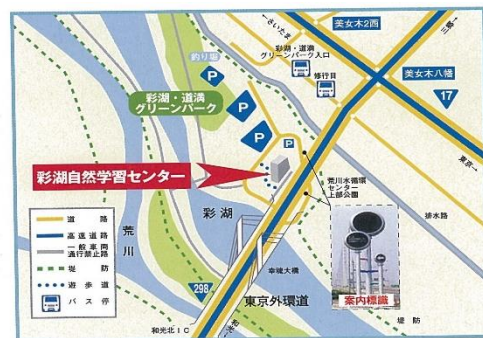 美女木2西
←さいたま
三郷→
彩湖・道満
グリーンパーク入口
美女木八幡
釣り場
修行目
17
P
P
P
P
彩湖・道満
グリーンパーク
東京→
彩湖自然学習センター
荒川水循環
センター
上部公園
排水路
彩湖
荒川
道路
高速道路
一般車両
通行禁止路
堤防
遊歩道
バス停
幸魂大橋
298
東京外環道
案内標識
堤防
和光北IC
和光